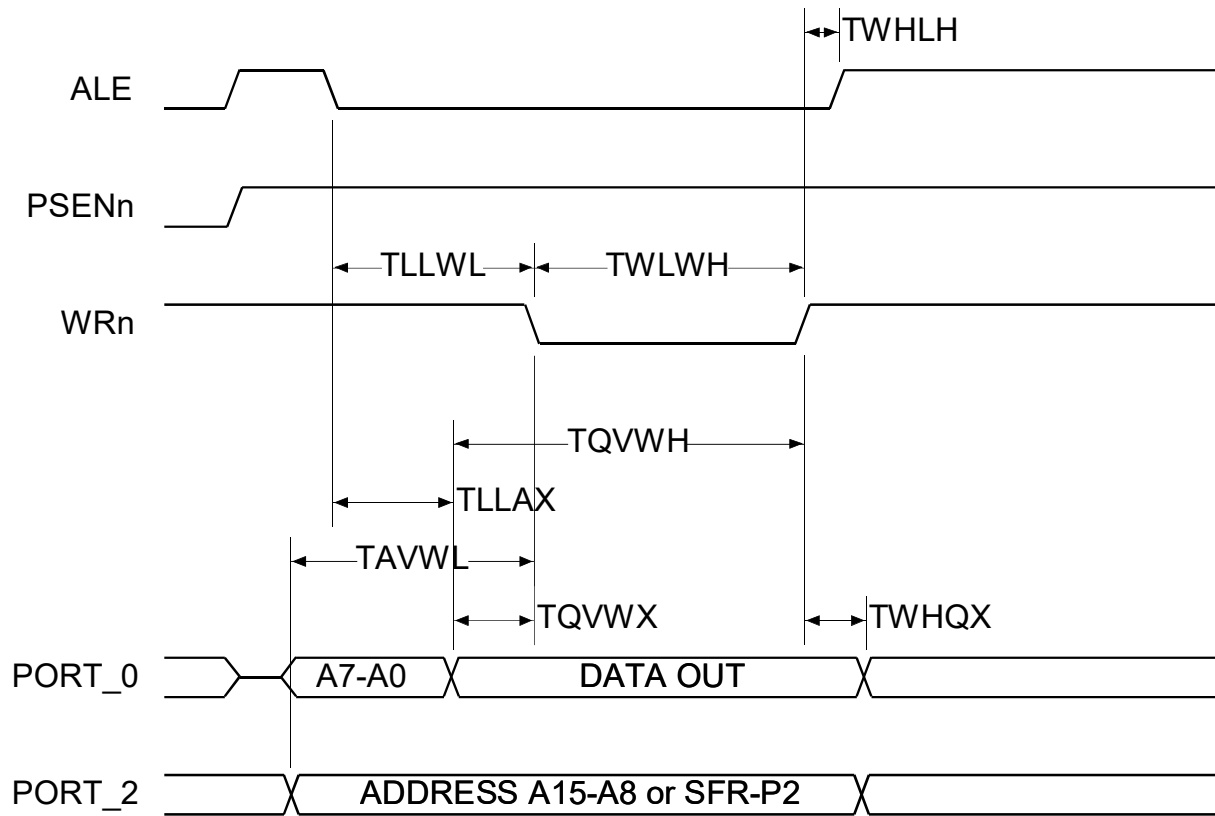 TWHLH
ALE
PSENn
TLLWL TWLWH
WRn
TQVWH
TLLAX
TAVWL
TQVWX TWHQX
PORT_0 A7-A0 DATA OUT
PORT_2 ADDRESS A15-A8 or SFR-P2